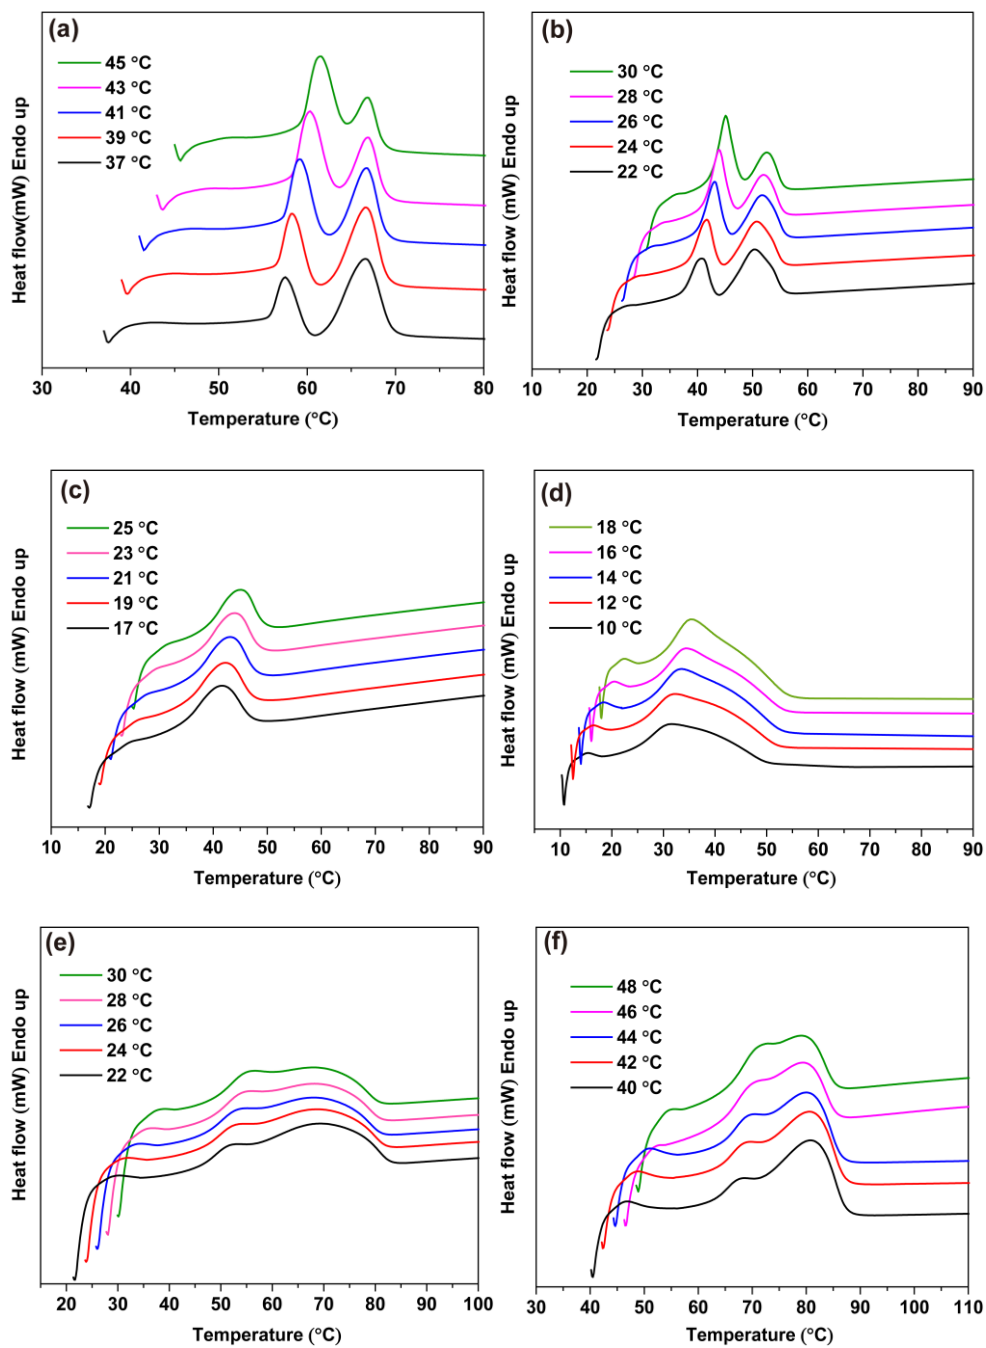 (a)
45 °C
43 °C
41 °C
39 °C
37 °C
Heat flow(mW) Endo up
30 40 50 60 70 80
Temperature (°C)
(b)
30 °C
28 °C
26 °C
24 °C
22 °C
Heat flow (mW) Endo up
10 20 30 40 50 60 70 80 90
Temperature (°C)
(c)
25 °C
23 °C
21 °C
19 °C
17 °C
Heat flow (mW) Endo up
10 20 30 40 50 60 70 80 90
Temperature (°C)
(d)
18 °C
16 °C
14 °C
12 °C
10 °C
Heat flow (mW) Endo up
10 20 30 40 50 60 70 80 90
Temperature (°C)
(e)
30 °C
28 °C
26 °C
24 °C
22 °C
Heat flow (mW) Endo up
20 30 40 50 60 70 80 90 100
Temperature (°C)
(f)
48 °C
46 °C
44 °C
42 °C
40 °C
Heat flow (mW) Endo up
30 40 50 60 70 80 90 100 110
Temperature (°C)